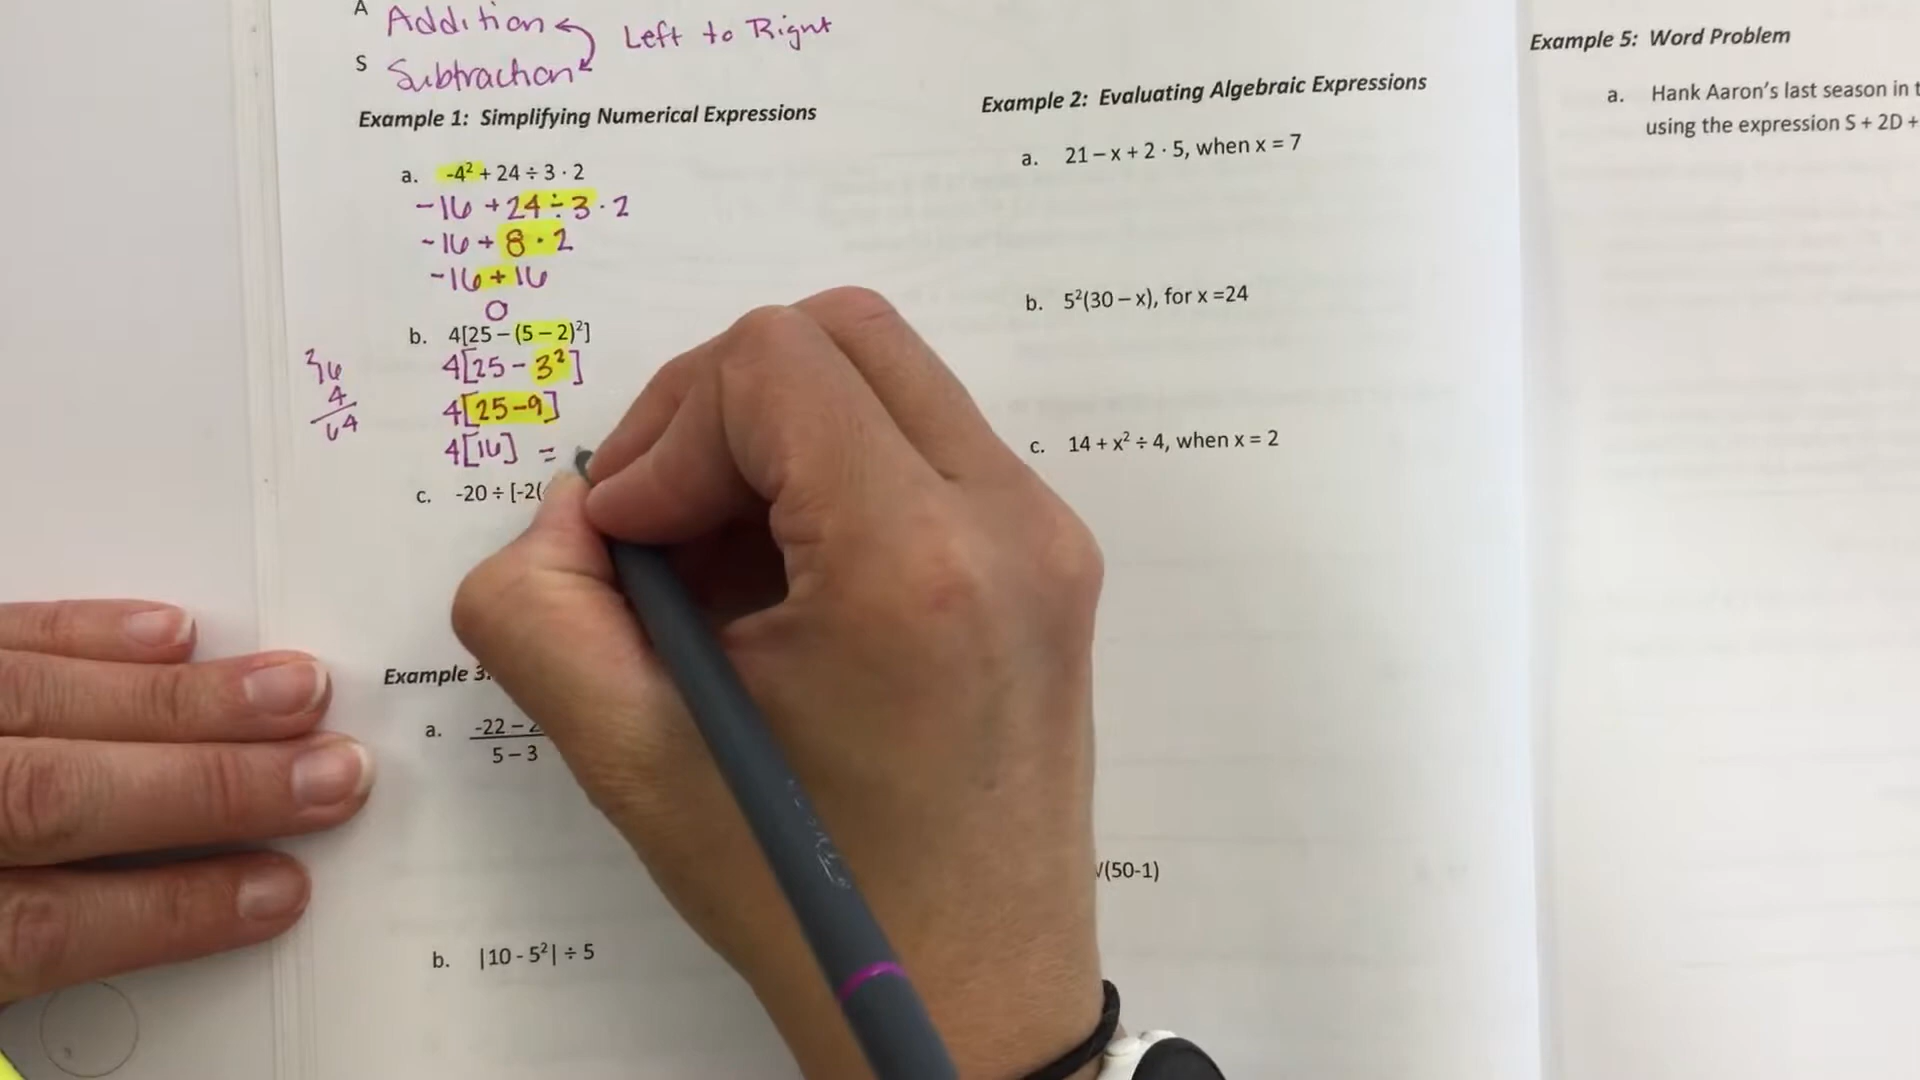 A Addition Left to Right
S Subtraction
Example 1: Simplifying Numerical Expressions
a. -4² + 24 ÷ 3 · 2
-16 + 24 ÷ 3 · 2
-16 + 8 · 2
-16 + 16
0
b. 4[25 – (5 – 2)²]
4[25 - 3²]
4[25-9]
4[16] =
16
4
64
c. -20 ÷ [-2(
Example 3:
a. -22 – 2
5 – 3
b. |10 - 5²| ÷ 5
Example 2: Evaluating Algebraic Expressions
a. 21 – x + 2 · 5, when x = 7
b. 5²(30 – x), for x =24
c. 14 + x² ÷ 4, when x = 2
√(50-1)
Example 5: Word Problem
a. Hank Aaron's last season in
using the expression S + 2D +